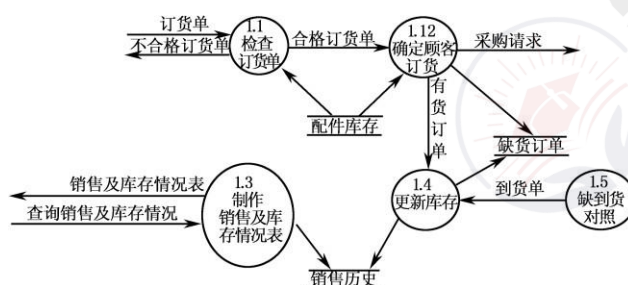 订货单
不合格订货单
1.1
检查
订货单
合格订货单
1.12
确定顾客
订货
采购请求
配件库存
有货订单
缺货订单
销售及库存情况表
查询销售及库存情况
1.3
制作
销售及库
存情况表
1.4
更新库存
到货单
1.5
缺到货
对照
销售历史